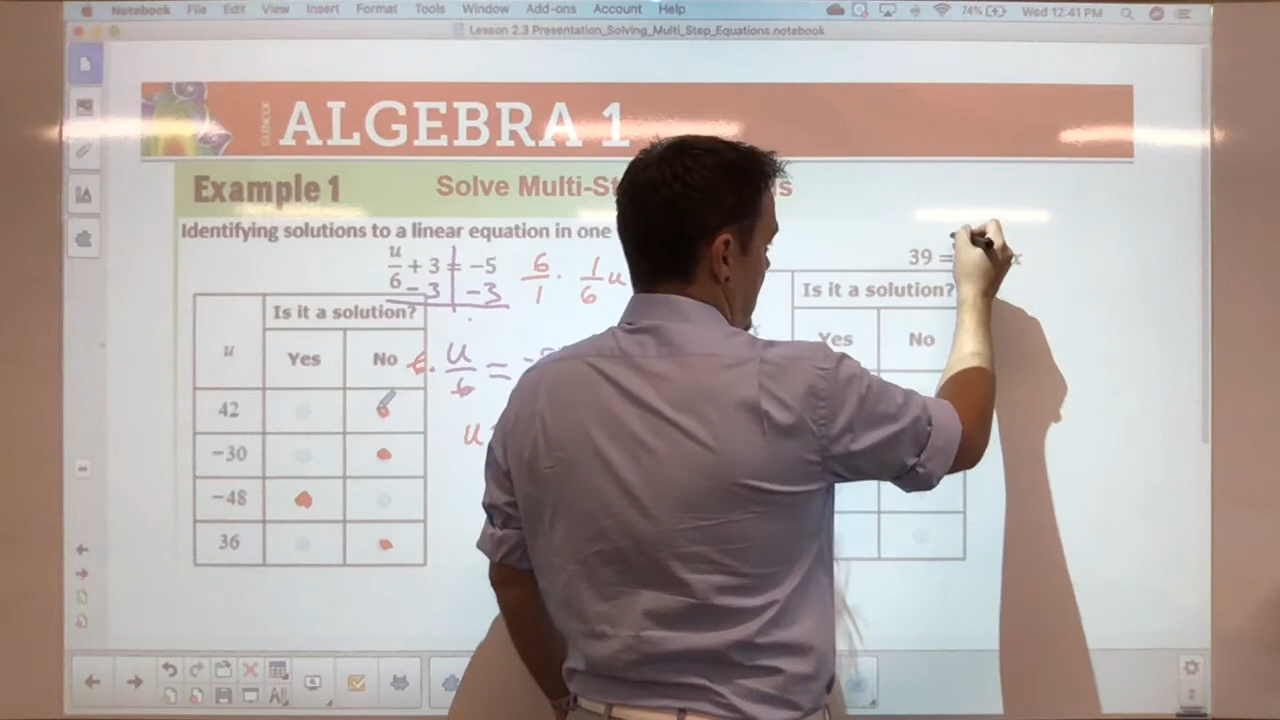 Notebook File Edit View Insert Format Tools Window Add-ons Account Help 74% Wed 12:41 PM
Lesson 2.3 Presentation_Solving_Multi_Step_Equations.notebook
GLENCOE ALGEBRA 1
Example 1 Solve Multi-St s
Identifying solutions to a linear equation in one
u/6 + 3 = -5
-3 -3
6/1 · 1/6 u
39 =
x
Is it a solution?
u Yes No
42
−30
−48
36
6 · u/6 = -
u
Is it a solution?
x Yes No